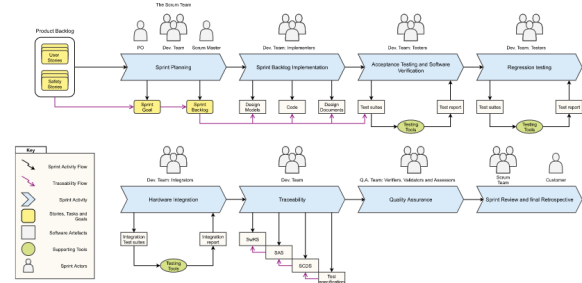 The Scrum Team
Product Backlog
PO
Dev. Team
Scrum Master
Dev. Team: Implementers
Dev. Team: Testers
Dev. Team: Testers
User
Stories
Safety
Stories
Sprint Planning
Sprint Backlog Implementation
Acceptance Testing and Software
Verification
Regression testing
Sprint
Goal
Sprint
Backlog
Design
Models
Code
Design
Documents
Test suites
Test report
Test suites
Test report
Testing
Tools
Testing
Tools
Key
Sprint Activity Flow
Traceability Flow
Sprint Activity
Stories, Tasks and
Goals
Software Artefacts
Supporting Tools
Sprint Actors
Dev. Team: Integrators
Dev. Team
Q.A. Team: Verifiers, Validators and Assessors
Scrum
Team
Customer
Hardware Integration
Traceability
Quality Assurance
Sprint Review and final Retrospective
Integration
Test suites
Integration
report
Testing
Tools
SwRS
SAS
SCDS
Test
specification